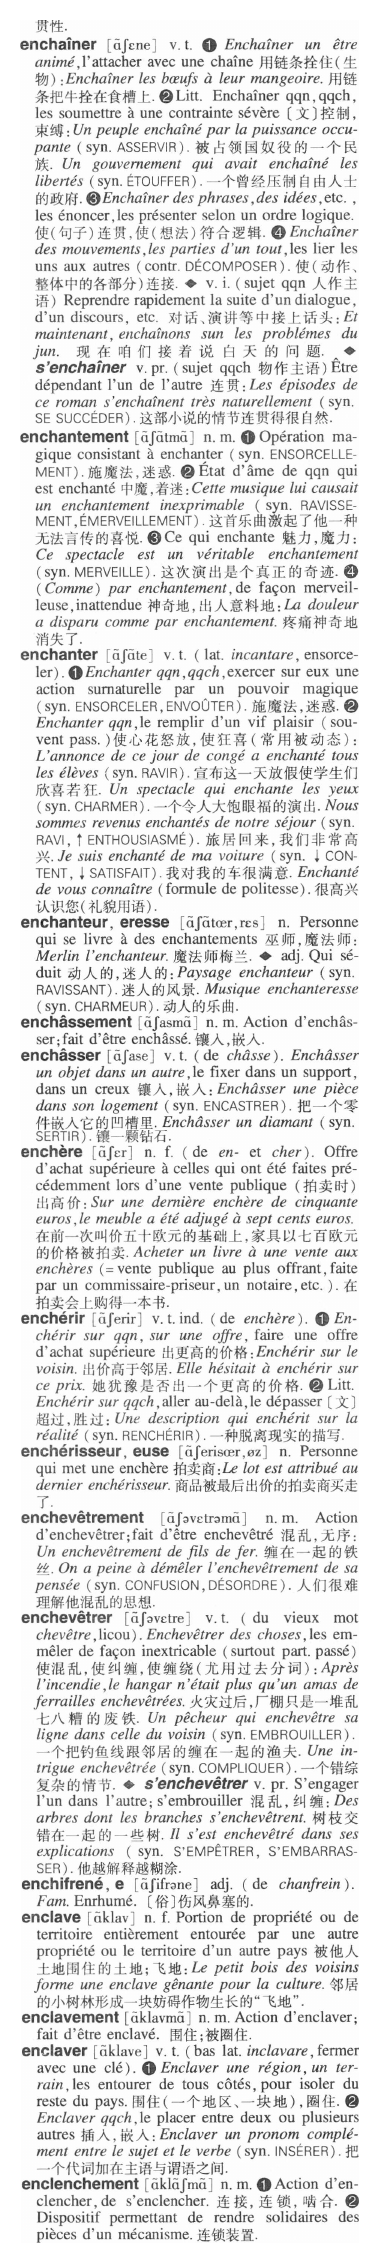 贯性.
enchaîner [ãʃɛne] v. t. ❶ Enchaîner un être
animé,l'attacher avec une chaîne 用链条拴住(生
物):Enchaîner les bœufs à leur mangeoire. 用链
条把牛拴在食槽上. ❷ Litt. Enchaîner qqn,qqch,
les soumettre à une contrainte sévère〔文〕控制,
束缚:Un peuple enchaîné par la puissance occu-
pante (syn. ASSERVIR). 被占领国奴役的一个民
族. Un gouvernement qui avait enchaîné les
libertés (syn. ÉTOUFFER). 一个曾经压制自由人士
的政府. ❸ Enchaîner des phrases,des idées,etc.,
les énoncer,les présenter selon un ordre logique.
使(句子)连贯,使(想法)符合逻辑. ❹ Enchaîner
des mouvements,les parties d'un tout,les lier les
uns aux autres (contr. DÉCOMPOSER). 使(动作、
整体中的各部分)连接. ◆ v. i. (sujet qqn 人作主
语) Reprendre rapidement la suite d'un dialogue,
d'un discours, etc. 对话、演讲等中接上话头:Et
maintenant, enchaînons sun les problémes du
jun. 现在咱们接着说白天的问题. ◆
s'enchaîner v. pr. (sujet qqch 物作主语) Être
dépendant l'un de l'autre 连贯:Les épisodes de
ce roman s'enchaînent très naturellement (syn.
SE SUCCÉDER). 这部小说的情节连贯得很自然.
enchantement [ãʃãtmã] n. m. ❶ Opération ma-
gique consistant à enchanter (syn. ENSORCELLE-
MENT). 施魔法,迷惑. ❷ État d'âme de qqn qui
est enchanté 中魔,着迷:Cette musique lui causait
un enchantement inexprimable (syn. RAVISSE-
MENT,ÉMERVEILLEMENT). 这首乐曲激起了他一种
无法言传的喜悦. ❸ Ce qui enchante 魅力,魔力:
Ce spectacle est un véritable enchantement
(syn. MERVEILLE). 这次演出是个真正的奇迹. ❹
(Comme) par enchantement,de façon merveil-
leuse,inattendue 神奇地,出人意料地:La douleur
a disparu comme par enchantement. 疼痛神奇地
消失了.
enchanter [ãʃãte] v. t. (lat. incantare, ensorce-
ler). ❶ Enchanter qqn,qqch,exercer sur eux une
action surnaturelle par un pouvoir magique
(syn. ENSORCELER,ENVOÛTER). 施魔法,迷惑. ❷
Enchanter qqn,le remplir d'un vif plaisir (sou-
vent pass.)使心花怒放,使狂喜(常用被动态):
L'annonce de ce jour de congé a enchanté tous
les élèves (syn. RAVIR). 宣布这一天放假使学生们
欣喜若狂. Un spectacle qui enchante les yeux
(syn. CHARMER). 一个令人大饱眼福的演出. Nous
sommes revenus enchantés de notre séjour (syn.
RAVI, ↑ ENTHOUSIASMÉ). 旅居回来,我们非常高
兴. Je suis enchanté de ma voiture (syn. ↓ CON-
TENT, ↓ SATISFAIT). 我对我的车很满意. Enchanté
de vous connaître (formule de politesse). 很高兴
认识您(礼貌用语).
enchanteur, eresse [ãʃãtœr,rɛs] n. Personne
qui se livre à des enchantements 巫师,魔法师:
Merlin l'enchanteur. 魔法师梅兰. ◆ adj. Qui sé-
duit 动人的,迷人的:Paysage enchanteur (syn.
RAVISSANT). 迷人的风景. Musique enchanteresse
(syn. CHARMEUR). 动人的乐曲.
enchâssement [ãʃasmã] n. m. Action d'enchâs-
ser;fait d'être enchâssé. 镶入,嵌入.
enchâsser [ãʃase] v. t. (de châsse). Enchâsser
un objet dans un autre,le fixer dans un support,
dans un creux 镶入,嵌入:Enchâsser une pièce
dans son logement (syn. ENCASTRER). 把一个零
件嵌入它的凹槽里. Enchâsser un diamant (syn.
SERTIR). 镶一颗钻石.
enchère [ãʃɛr] n. f. (de en- et cher). Offre
d'achat supérieure à celles qui ont été faites pré-
cédemment lors d'une vente publique (拍卖时)
出高价:Sur une dernière enchère de cinquante
euros,le meuble a été adjugé à sept cents euros.
在前一次叫价五十欧元的基础上,家具以七百欧元
的价格被拍卖. Acheter un livre à une vente aux
enchères (=vente publique au plus offrant,faite
par un commissaire-priseur,un notaire,etc.). 在
拍卖会上购得一本书.
enchérir [ãʃerir] v. t. ind. (de enchère). ❶ En-
chérir sur qqn, sur une offre, faire une offre
d'achat supérieure 出更高的价格:Enchérir sur le
voisin. 出价高于邻居. Elle hésitait à enchérir sur
ce prix. 她犹豫是否出一个更高的价格. ❷ Litt.
Enchérir sur qqch,aller au-delà,le dépasser〔文〕
超过,胜过:Une description qui enchérit sur la
réalité (syn. RENCHÉRIR). 一种脱离现实的描写.
enchérisseur, euse [ãʃerisœr,øz] n. Personne
qui met une enchère 拍卖商:Le lot est attribué au
dernier enchérisseur. 商品被最后出价的拍卖商买走
了.
enchevêtrement [ãʃəvɛtrəmã] n. m. Action
d'enchevêtrer;fait d'être enchevêtré 混乱,无序:
Un enchevêtrement de fils de fer. 缠在一起的铁
丝. On a peine à démêler l'enchevêtrement de sa
pensée (syn. CONFUSION,DÉSORDRE). 人们很难
理解他混乱的思想.
enchevêtrer [ãʃəvɛtre] v. t. (du vieux mot
chevêtre,licou). Enchevêtrer des choses,les em-
mêler de façon inextricable (surtout part. passé)
使混乱,使纠缠,使缠绕(尤用过去分词):Après
l'incendie,le hangar n'était plus qu'un amas de
ferrailles enchevêtrées. 火灾过后,厂棚只是一堆乱
七八糟的废铁. Un pêcheur qui enchevêtre sa
ligne dans celle du voisin (syn. EMBROUILLER).
一个把钓鱼线跟邻居的缠在一起的渔夫. Une in-
trigue enchevêtrée (syn. COMPLIQUER). 一个错综
复杂的情节. ◆ s'enchevêtrer v. pr. S'engager
l'un dans l'autre;s'embrouiller 混乱,纠缠:Des
arbres dont les branches s'enchevêtrent. 树枝交
错在一起的一些树. Il s'est enchevêtré dans ses
explications (syn. S'EMPÊTRER, S'EMBARRAS-
SER). 他越解释越糊涂.
enchifrené, e [ãʃifrəne] adj. (de chanfrein).
Fam. Enrhumé.〔俗〕伤风鼻塞的.
enclave [ãklav] n. f. Portion de propriété ou de
territoire entièrement entourée par une autre
propriété ou le territoire d'un autre pays 被他人
土地围住的土地;飞地:Le petit bois des voisins
forme une enclave gênante pour la culture. 邻居
的小树林形成一块妨碍作物生长的“飞地”.
enclavement [ãklavmã] n. m. Action d'enclaver;
fait d'être enclavé. 围住;被圈住.
enclaver [ãklave] v. t. (bas lat. inclavare,fermer
avec une clé). ❶ Enclaver une région, un ter-
rain,les entourer de tous côtés, pour isoler du
reste du pays. 围住(一个地区、一块地),圈住. ❷
Enclaver qqch,le placer entre deux ou plusieurs
autres 插入,嵌入:Enclaver un pronom complé-
ment entre le sujet et le verbe (syn. INSÉRER). 把
一个代词加在主语与谓语之间.
enclenchement [ãklãʃmã] n. m. ❶ Action d'en-
clencher,de s'enclencher. 连接,连锁,啮合. ❷
Dispositif permettant de rendre solidaires des
pièces d'un mécanisme. 连锁装置.